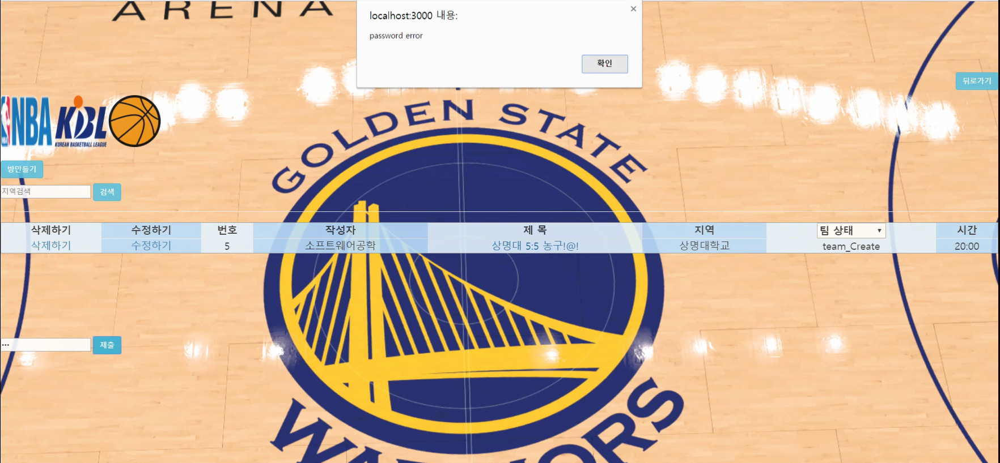 ARENA
localhost:3000 내용:
password error
확인
뒤로가기
GOLDEN STATE
NBA
NBA
KBL
KOREAN BASKETBALL LEAGUE
방만들기
지역검색 검색
삭제하기 수정하기 번호 작성자 제 목 지역 팀 상태 시간
삭제하기 수정하기 5 소프트웨어공학 상명대 5:5 농구!@! 상명대학교 team_Create 20:00
••• 제출
WARRIORS